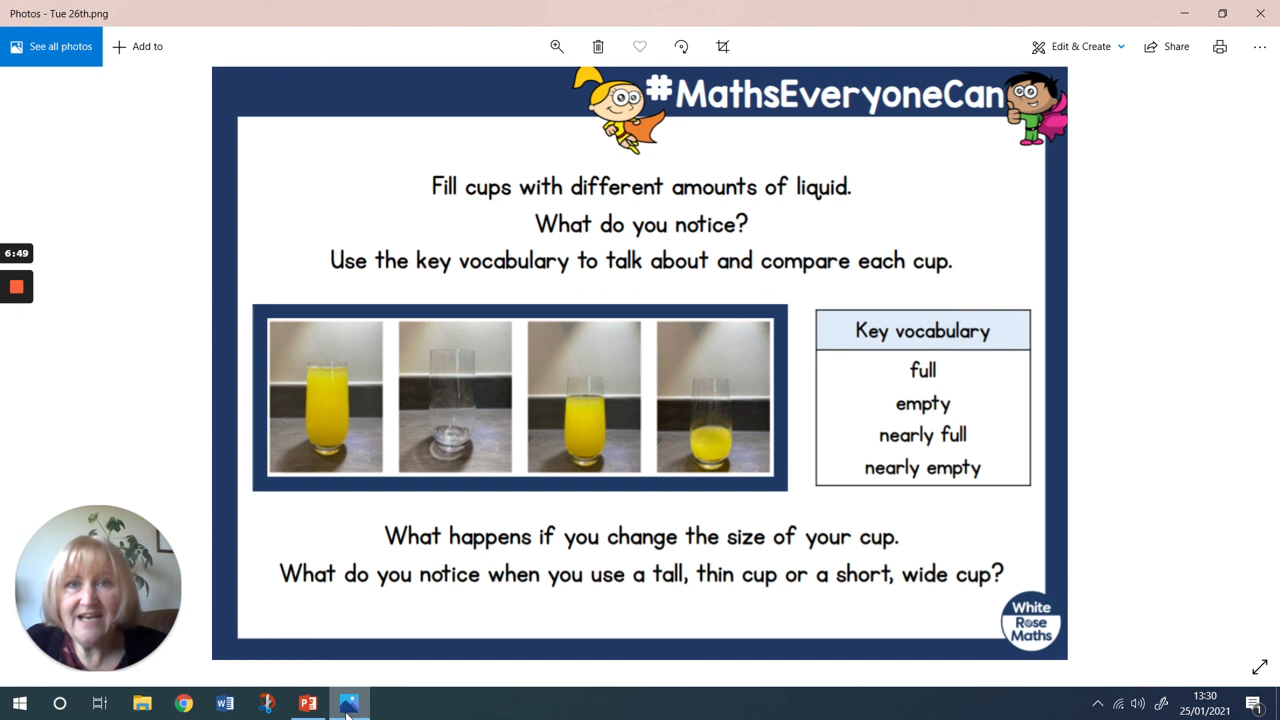 Photos - Tue 26th.png
See all photos
Add to
Edit & Create
Share
#MathsEveryoneCan
Fill cups with different amounts of liquid.
What do you notice?
Use the key vocabulary to talk about and compare each cup.
6:49
Key vocabulary
full
empty
nearly full
nearly empty
What happens if you change the size of your cup.
What do you notice when you use a tall, thin cup or a short, wide cup?
White
Rose
Maths
13:30
25/01/2021
1